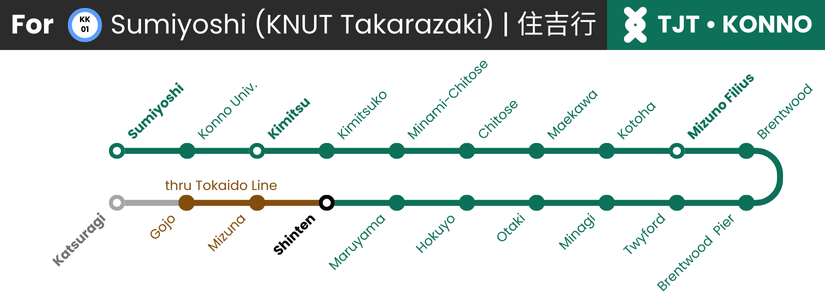 For KK 01 Sumiyoshi (KNUT Takarazaki) | 住吉行 TJT • KONNO
Sumiyoshi
Konno Univ.
Kimitsu
Kimitsuko
Minami-Chitose
Chitose
Maekawa
Kotoha
Mizuno Filius
Brentwood
thru Tokaido Line
Katsuragi
Gojo
Mizuna
Shinten
Maruyama
Hokuyo
Otaki
Minagi
Twyford
Brentwood Pier